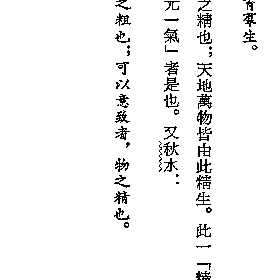 育羣生。
之精也；天地萬物皆由此精生。此一「精
元一氣」者是也。又秋水：
之粗也；可以意致者，物之精也。